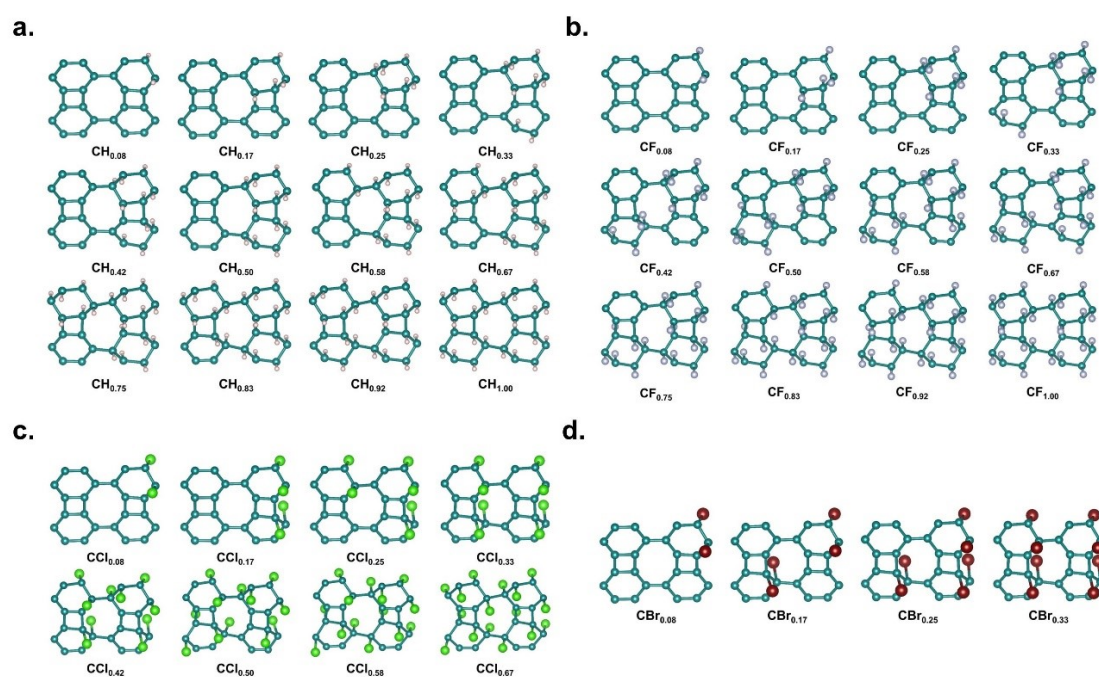 a.
CH₀.₀₈ CH₀.₁₇ CH₀.₂₅ CH₀.₃₃
CH₀.₄₂ CH₀.₅₀ CH₀.₅₈ CH₀.₆₇
CH₀.₇₅ CH₀.₈₃ CH₀.₉₂ CH₁.₀₀
b.
CF₀.₀₈ CF₀.₁₇ CF₀.₂₅ CF₀.₃₃
CF₀.₄₂ CF₀.₅₀ CF₀.₅₈ CF₀.₆₇
CF₀.₇₅ CF₀.₈₃ CF₀.₉₂ CF₁.₀₀
c.
CCl₀.₀₈ CCl₀.₁₇ CCl₀.₂₅ CCl₀.₃₃
CCl₀.₄₂ CCl₀.₅₀ CCl₀.₅₈ CCl₀.₆₇
d.
CBr₀.₀₈ CBr₀.₁₇ CBr₀.₂₅ CBr₀.₃₃